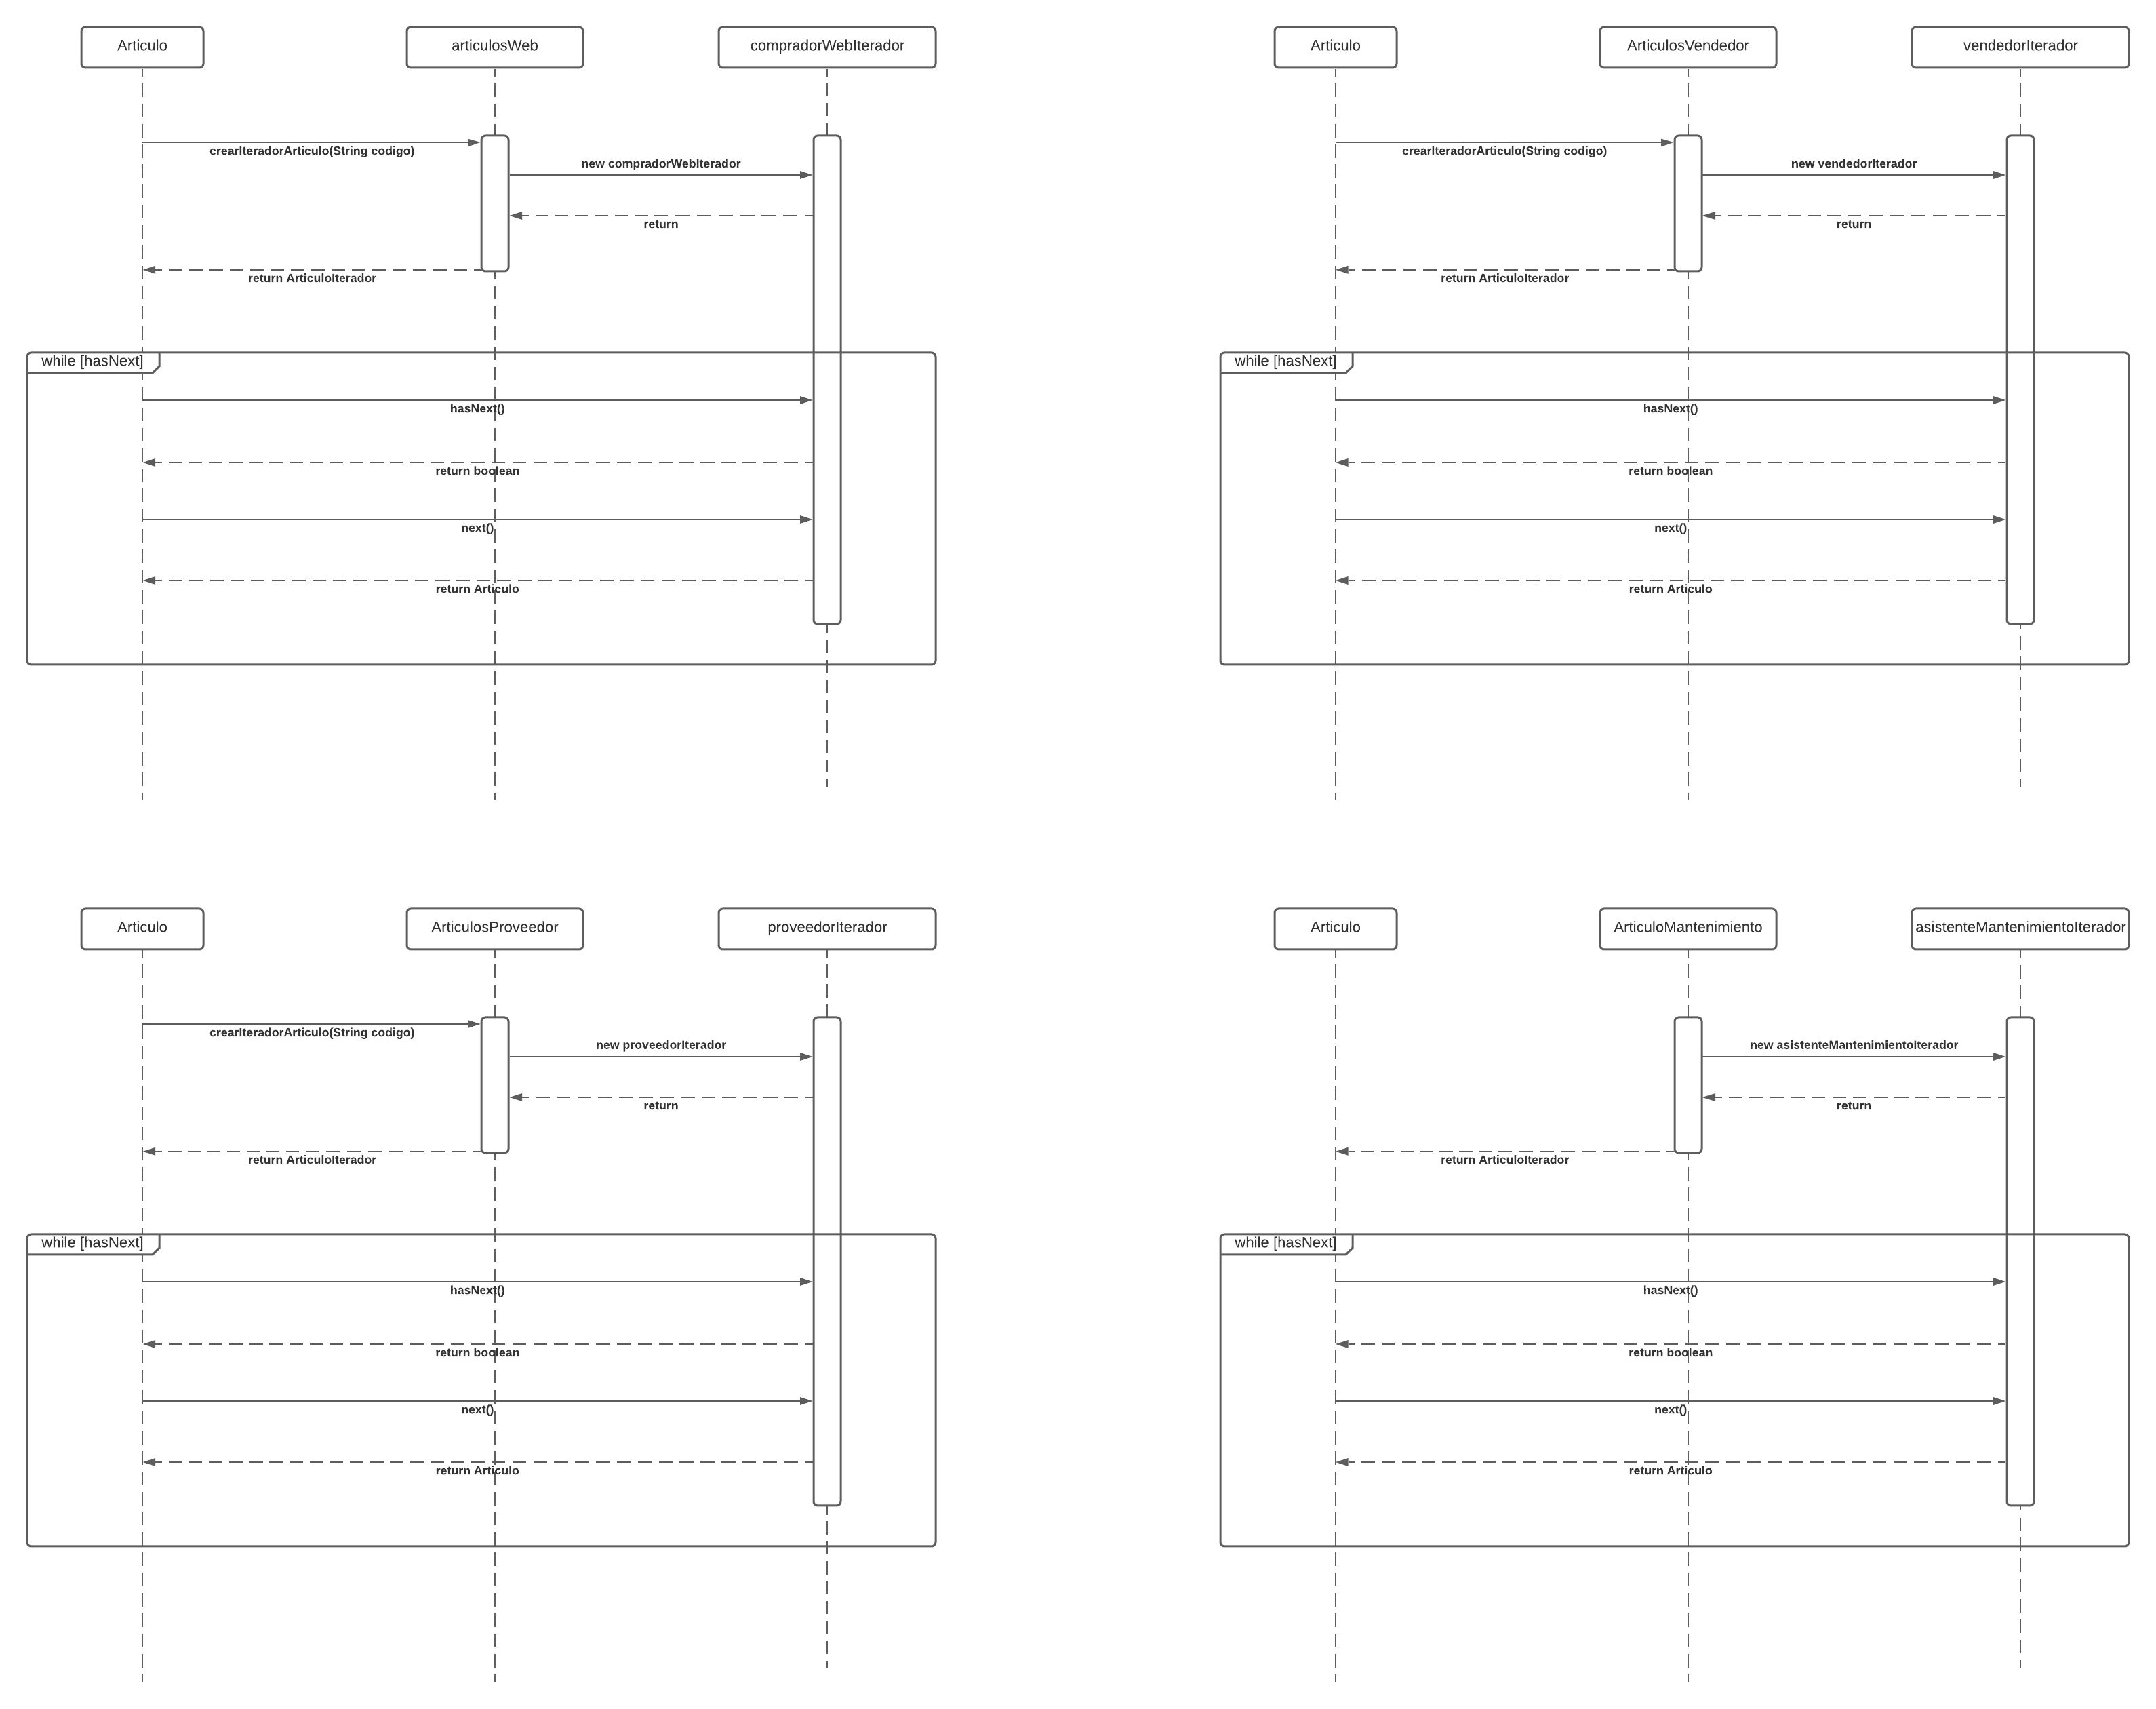 Articulo
articulosWeb
compradorWebIterador
crearIteradorArticulo(String codigo)
new compradorWebIterador
return
return ArticuloIterador
while [hasNext]
hasNext()
return boolean
next()
return Articulo
Articulo
ArticulosVendedor
vendedorIterador
crearIteradorArticulo(String codigo)
new vendedorIterador
return
return ArticuloIterador
while [hasNext]
hasNext()
return boolean
next()
return Articulo
Articulo
ArticulosProveedor
proveedorIterador
crearIteradorArticulo(String codigo)
new proveedorIterador
return
return ArticuloIterador
while [hasNext]
hasNext()
return boolean
next()
return Articulo
Articulo
ArticuloMantenimiento
asistenteMantenimientoIterador
new asistenteMantenimientoIterador
return
return ArticuloIterador
while [hasNext]
hasNext()
return boolean
next()
return Articulo